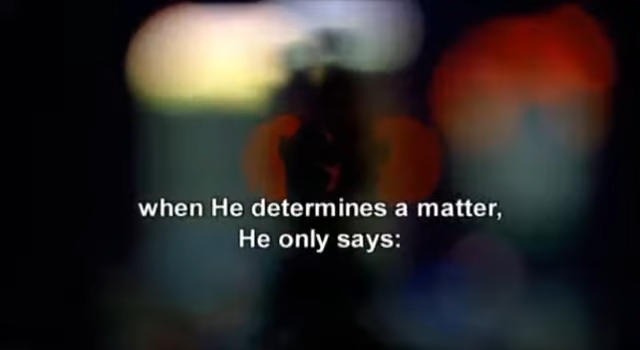 when He determines a matter,
He only says: